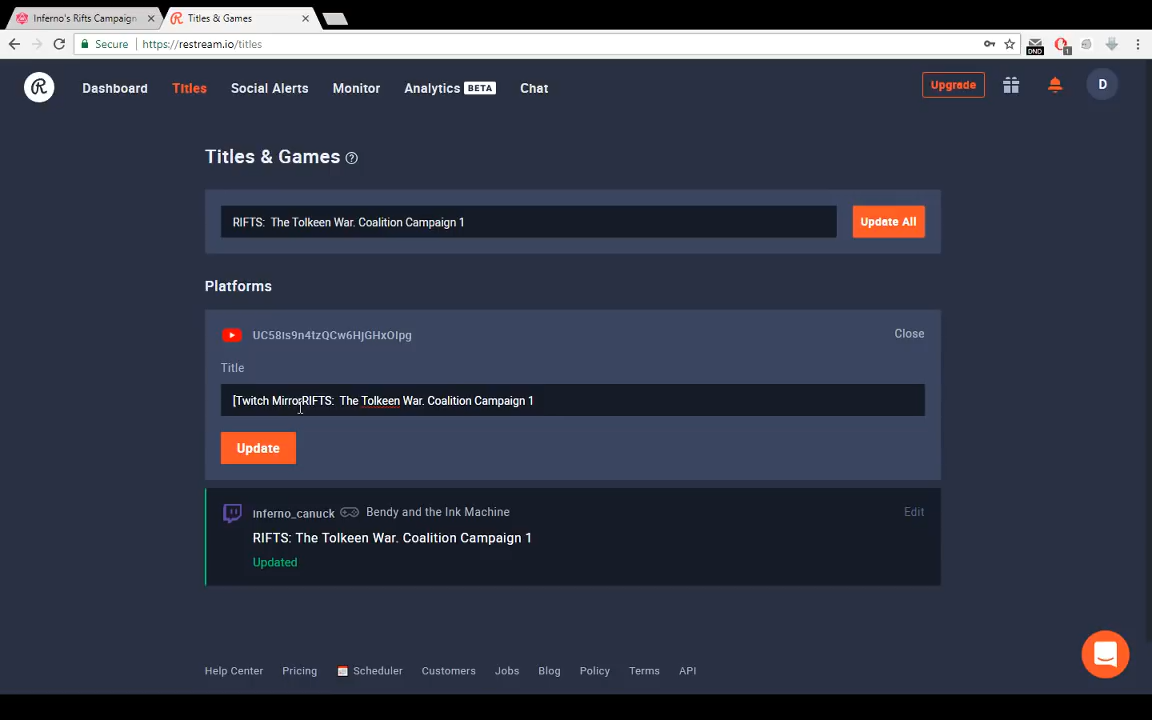 Inferno's Rifts Campaign
Titles & Games
Secure
https://restream.io/titles
DND
1
Dashboard
Titles
Social Alerts
Monitor
Analytics BETA
Chat
Upgrade
D
Titles & Games ?
RIFTS:  The Tolkeen War. Coalition Campaign 1
Update All
Platforms
UC58Is9n4tzQCw6HjGHxOIpg
Close
Title
[Twitch MirrorRIFTS:  The Tolkeen War. Coalition Campaign 1
Update
inferno_canuck Bendy and the Ink Machine
Edit
RIFTS: The Tolkeen War. Coalition Campaign 1
Updated
Help Center Pricing Scheduler Customers Jobs Blog Policy Terms API